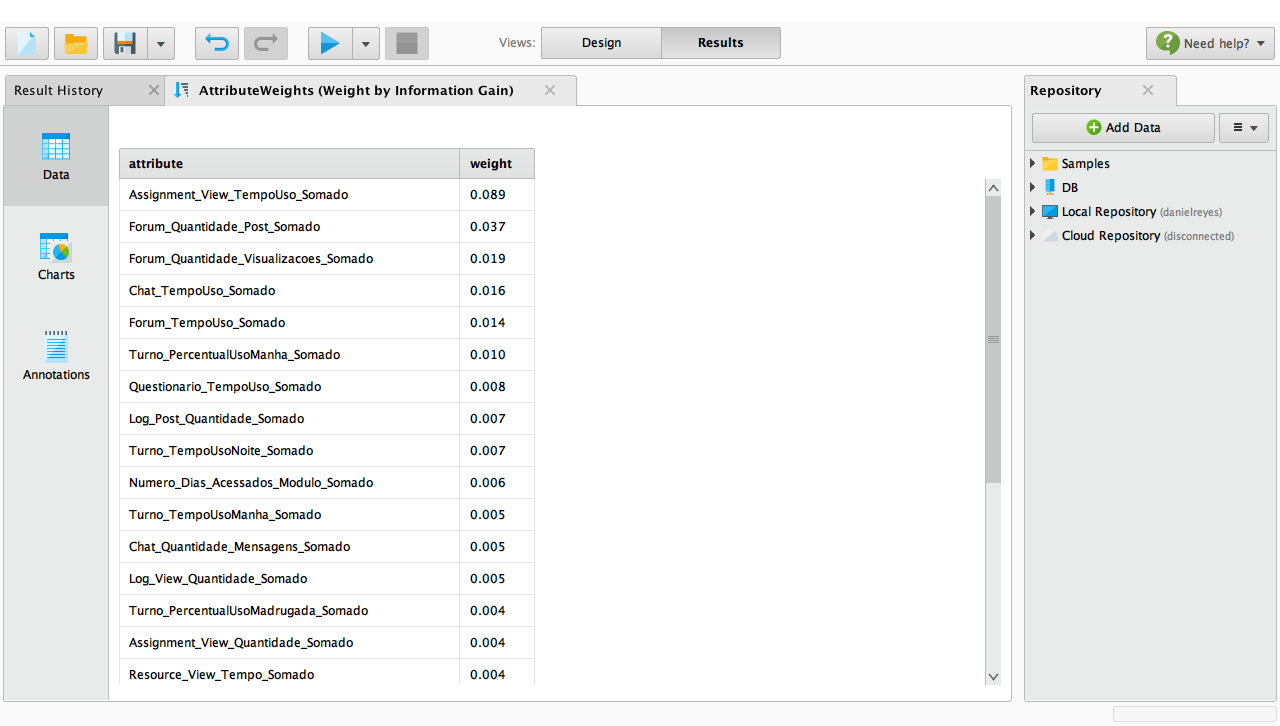 Views: Design Results Need help?
Result History AttributeWeights (Weight by Information Gain) Repository
Add Data
Data
Charts
Annotations
attribute weight
Assignment_View_TempoUso_Somado 0.089
Forum_Quantidade_Post_Somado 0.037
Forum_Quantidade_Visualizacoes_Somado 0.019
Chat_TempoUso_Somado 0.016
Forum_TempoUso_Somado 0.014
Turno_PercentualUsoManha_Somado 0.010
Questionario_TempoUso_Somado 0.008
Log_Post_Quantidade_Somado 0.007
Turno_TempoUsoNoite_Somado 0.007
Numero_Dias_Acessados_Modulo_Somado 0.006
Turno_TempoUsoManha_Somado 0.005
Chat_Quantidade_Mensagens_Somado 0.005
Log_View_Quantidade_Somado 0.005
Turno_PercentualUsoMadrugada_Somado 0.004
Assignment_View_Quantidade_Somado 0.004
Resource_View_Tempo_Somado 0.004
Samples
DB
Local Repository (danielreyes)
Cloud Repository (disconnected)